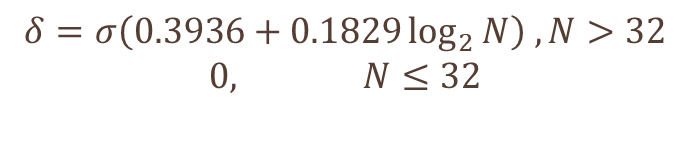 δ = σ(0.3936 + 0.1829 log₂ N) , N > 32
0, N ≤ 32